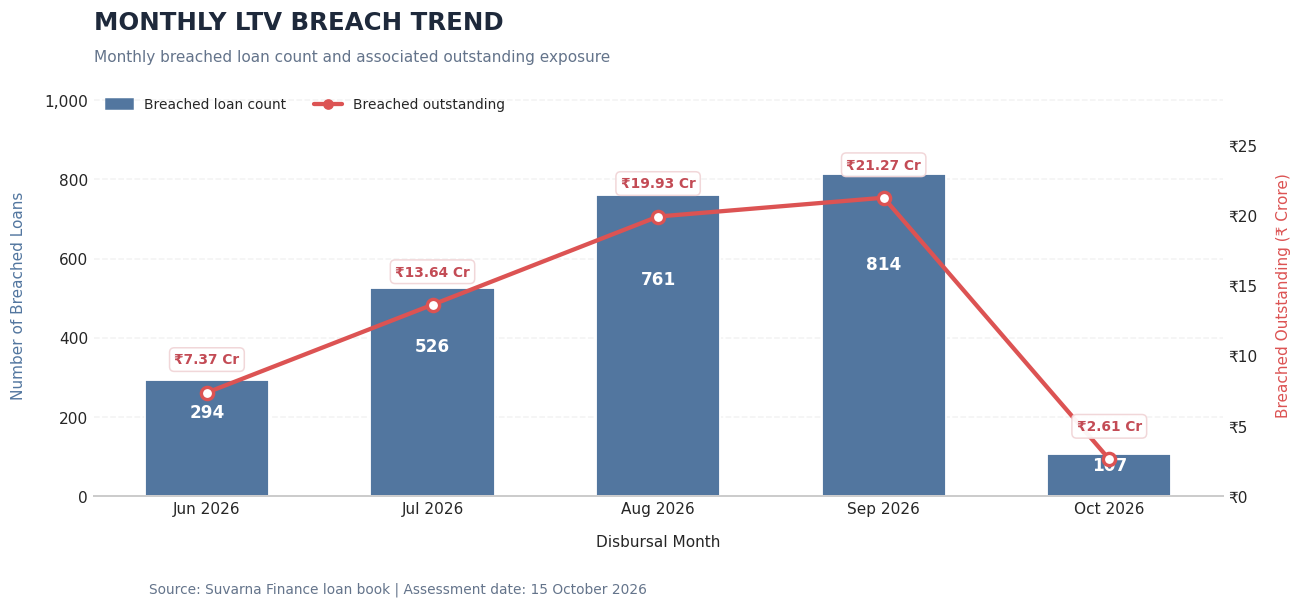 MONTHLY LTV BREACH TREND
Monthly breached loan count and associated outstanding exposure
Breached loan count
Breached outstanding
Number of Breached Loans
1,000
800
600
400
200
0
₹7.37 Cr
₹13.64 Cr
₹19.93 Cr
₹21.27 Cr
₹2.61 Cr
294
526
761
814
107
₹25
₹20
₹15
₹10
₹5
₹0
Breached Outstanding (₹ Crore)
Jun 2026
Jul 2026
Aug 2026
Sep 2026
Oct 2026
Disbursal Month
Source: Suvarna Finance loan book | Assessment date: 15 October 2026